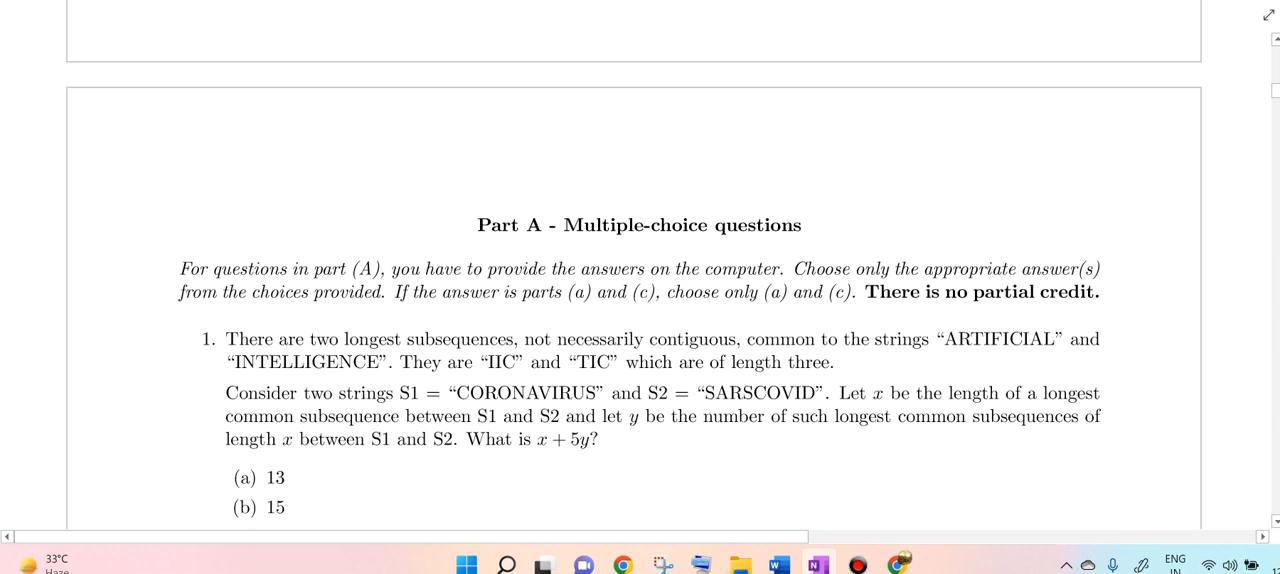 Part A - Multiple-choice questions
For questions in part (A), you have to provide the answers on the computer. Choose only the appropriate answer(s)
from the choices provided. If the answer is parts (a) and (c), choose only (a) and (c). There is no partial credit.
1. There are two longest subsequences, not necessarily contiguous, common to the strings “ARTIFICIAL” and
“INTELLIGENCE”. They are “IIC” and “TIC” which are of length three.
Consider two strings S1 = “CORONAVIRUS” and S2 = “SARSCOVID”. Let x be the length of a longest
common subsequence between S1 and S2 and let y be the number of such longest common subsequences of
length x between S1 and S2. What is x + 5y?
(a) 13
(b) 15
33°C
Haze
ENG
IN